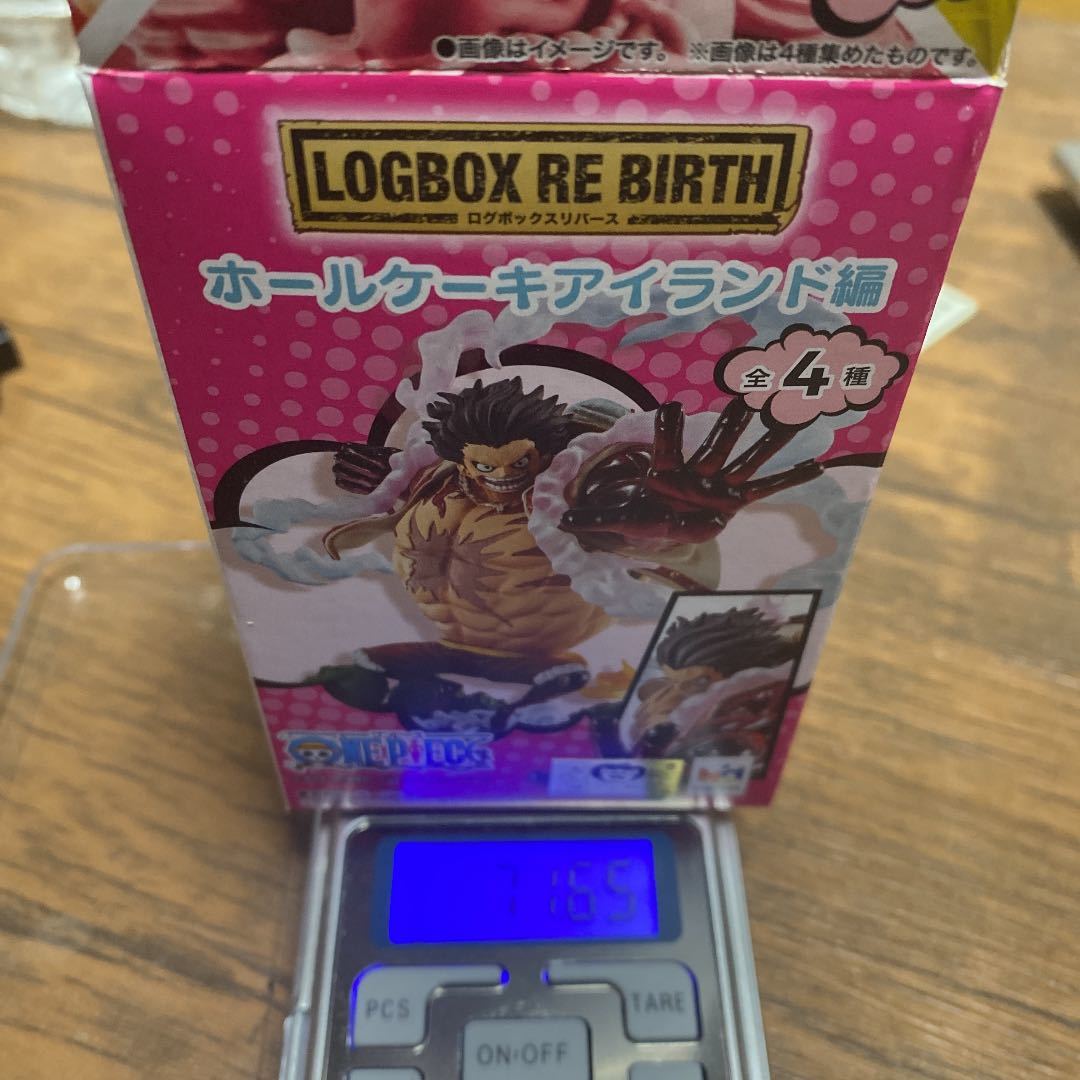 ●画像はイメージです。 ※画像は4種集めたものです。
LOGBOX RE BIRTH
ログボックスリバース
ホールケーキアイランド編
全4種
ONE PIECE
7165
PCS
TARE
ON·OFF